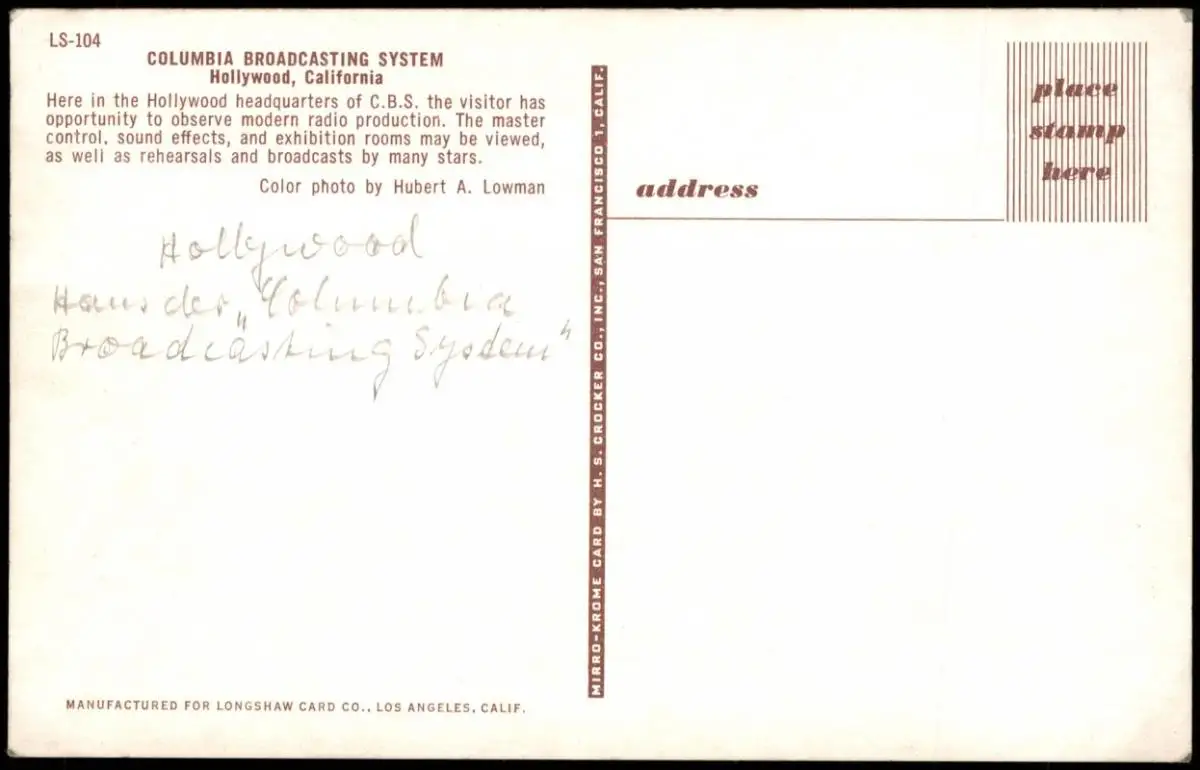 LS-104
COLUMBIA BROADCASTING SYSTEM
Hollywood, California
Here in the Hollywood headquarters of C.B.S. the visitor has
opportunity to observe modern radio production. The master
control, sound effects, and exhibition rooms may be viewed,
as well as rehearsals and broadcasts by many stars.
Color photo by Hubert A. Lowman
Hollywood
Haus der „Columbia
Broadcasting System"
MANUFACTURED FOR LONGSHAW CARD CO., LOS ANGELES, CALIF.
MIRRO-KROME CARD BY H. S. CROCKER CO., INC., SAN FRANCISCO 1, CALIF.
address
place
stamp
here